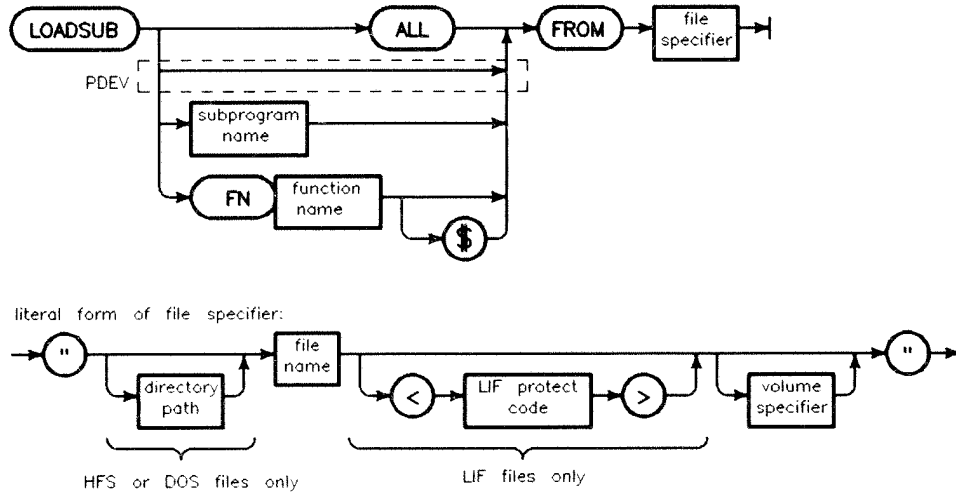 LOADSUB ALL FROM file specifier
PDEV
subprogram name
FN function name
$
literal form of file specifier:
" directory path file name < LIF protect code > volume specifier "
HFS or DOS files only
LIF files only